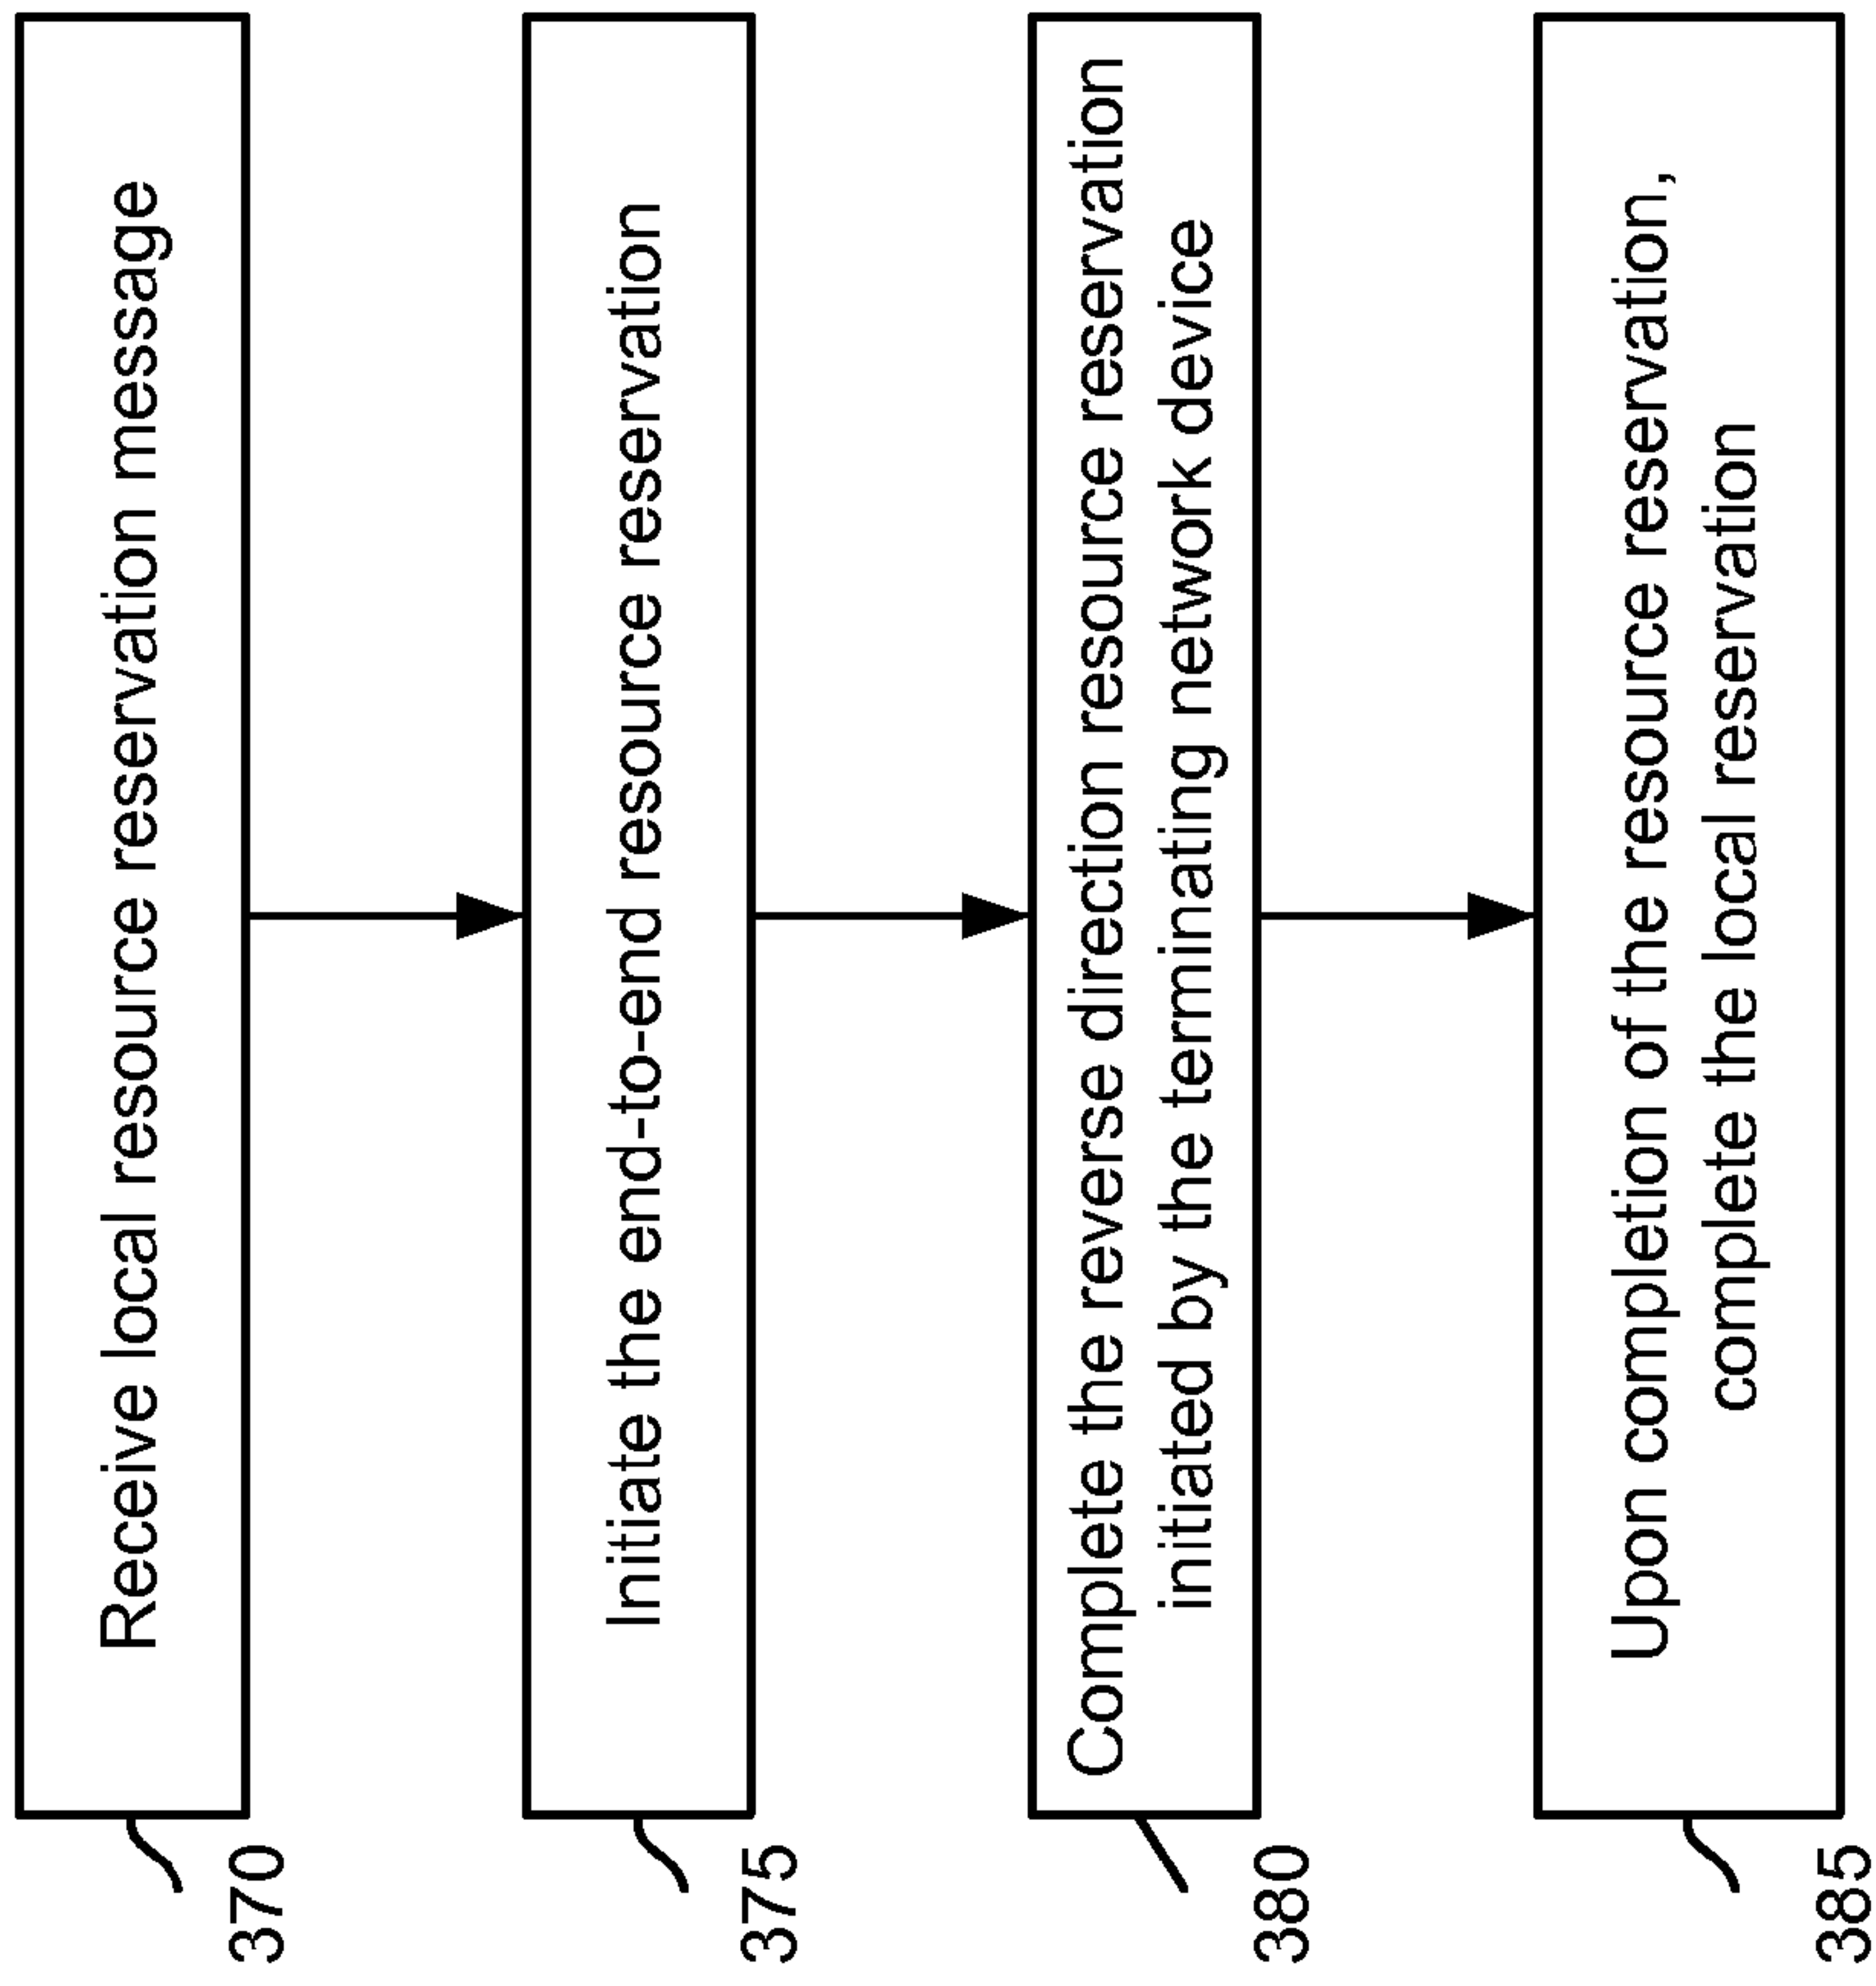 370
Receive local resource reservation message
375
Initiate the end-to-end resource reservation
380
Complete the reverse direction resource reservation
initiated by the terminating network device
385
Upon completion of the resource reservation,
complete the local reservation